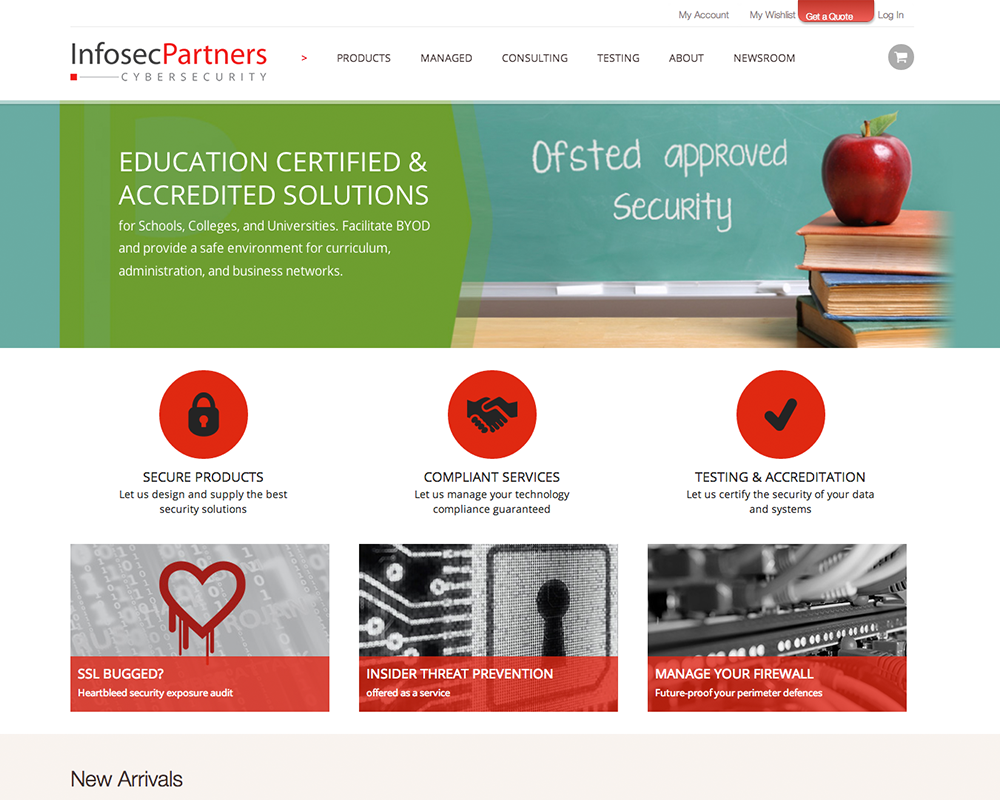 My Account My Wishlist Get a Quote Log In
InfosecPartners
CYBERSECURITY
> PRODUCTS MANAGED CONSULTING TESTING ABOUT NEWSROOM
EDUCATION CERTIFIED &
ACCREDITED SOLUTIONS
for Schools, Colleges, and Universities. Facilitate BYOD
and provide a safe environment for curriculum,
administration, and business networks.
Ofsted approved
Security
SECURE PRODUCTS
Let us design and supply the best
security solutions
COMPLIANT SERVICES
Let us manage your technology
compliance guaranteed
TESTING & ACCREDITATION
Let us certify the security of your data
and systems
SSL BUGGED?
Heartbleed security exposure audit
INSIDER THREAT PREVENTION
offered as a service
MANAGE YOUR FIREWALL
Future-proof your perimeter defences
New Arrivals